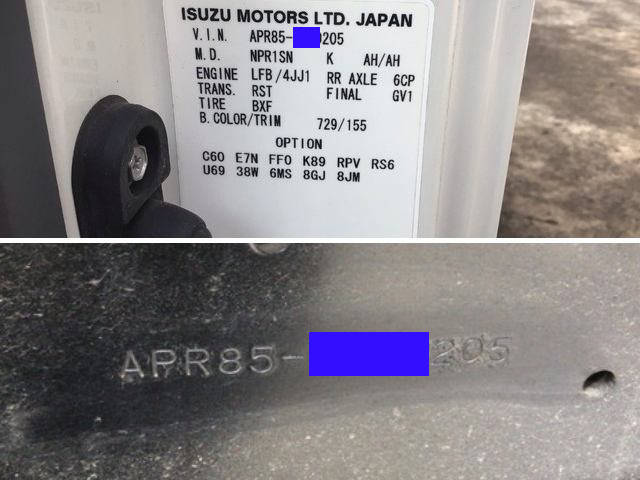 ISUZU MOTORS LTD. JAPAN
V.I.N. APR85- 0205
M.D. NPR1SN K AH/AH
ENGINE LFB/4JJ1 RR AXLE 6CP
TRANS. RST FINAL GV1
TIRE BXF
B.COLOR/TRIM 729/155
OPTION
C60 E7N FF0 K89 RPV RS6
U69 38W 6MS 8GJ 8JM
APR85- 205